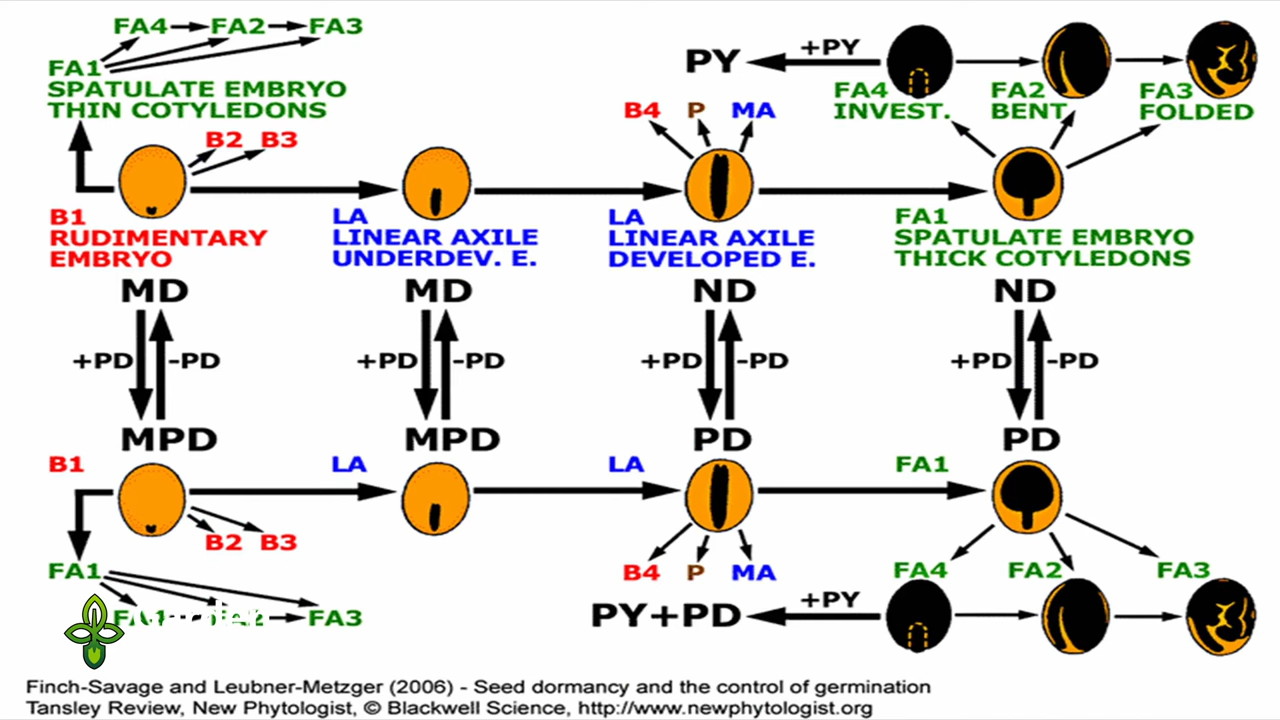 FA4 FA2 FA3
FA1
SPATULATE EMBRYO
THIN COTYLEDONS
B2 B3
PY +PY
FA4 FA2 FA3
INVEST. BENT FOLDED
B4 P MA
B1 LA LA FA1
RUDIMENTARY LINEAR AXILE LINEAR AXILE SPATULATE EMBRYO
EMBRYO UNDERDEV. E. DEVELOPED E. THICK COTYLEDONS
MD MD ND ND
+PD -PD +PD -PD +PD -PD +PD -PD
MPD MPD PD PD
B1 LA LA FA1
B2 B3
B4 P MA
FA1 FA4 FA2 FA3
PY+PD +PY
FA3
Garden
Finch-Savage and Leubner-Metzger (2006) - Seed dormancy and the control of germination
Tansley Review, New Phytologist, © Blackwell Science, http://www.newphytologist.org